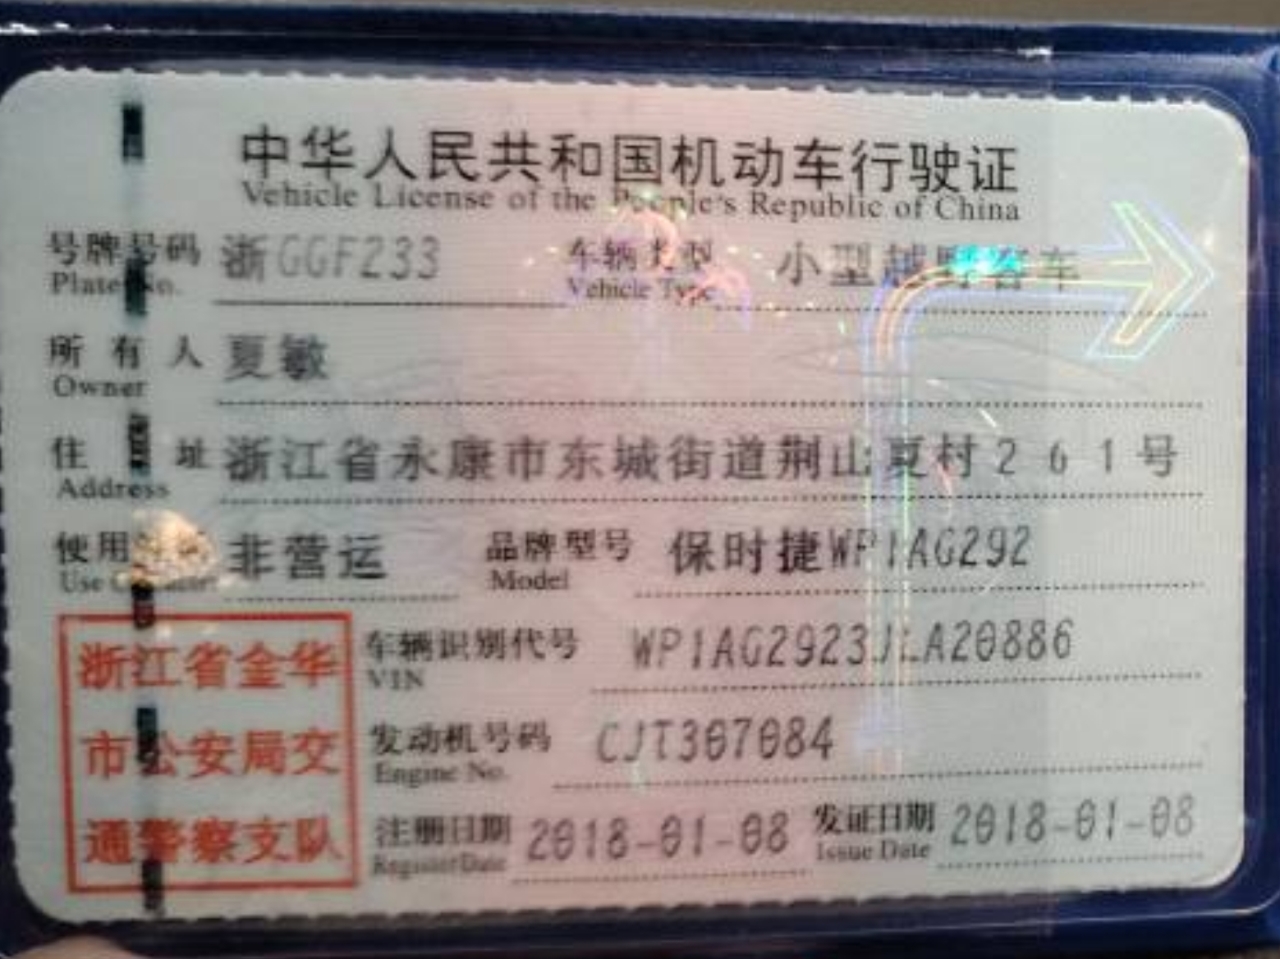 中华人民共和国机动车行驶证
Vehicle License of the People's Republic of China
号牌号码 浙GGF233 车辆类型 小型越野客车
Plate No. Vehicle Type
所有人 夏敏
Owner
住址 浙江省永康市东城街道荆山夏村261号
Address
使用 非营运 品牌型号 保时捷WP1AG292
Use Model
车辆识别代号 WP1AG2923JLA20886
VIN
发动机号码 CJT307084
Engine No.
注册日期 2018-01-08 发证日期 2018-01-08
Register Date Issue Date
浙江省金华
市公安局交
通警察支队